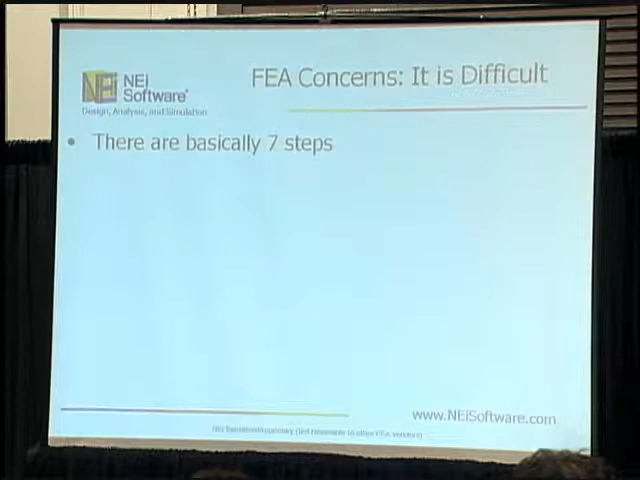 NEi
NEi
Software®
Design, Analysis, and Simulation
FEA Concerns: It is Difficult
• There are basically 7 steps
www.NEiSoftware.com